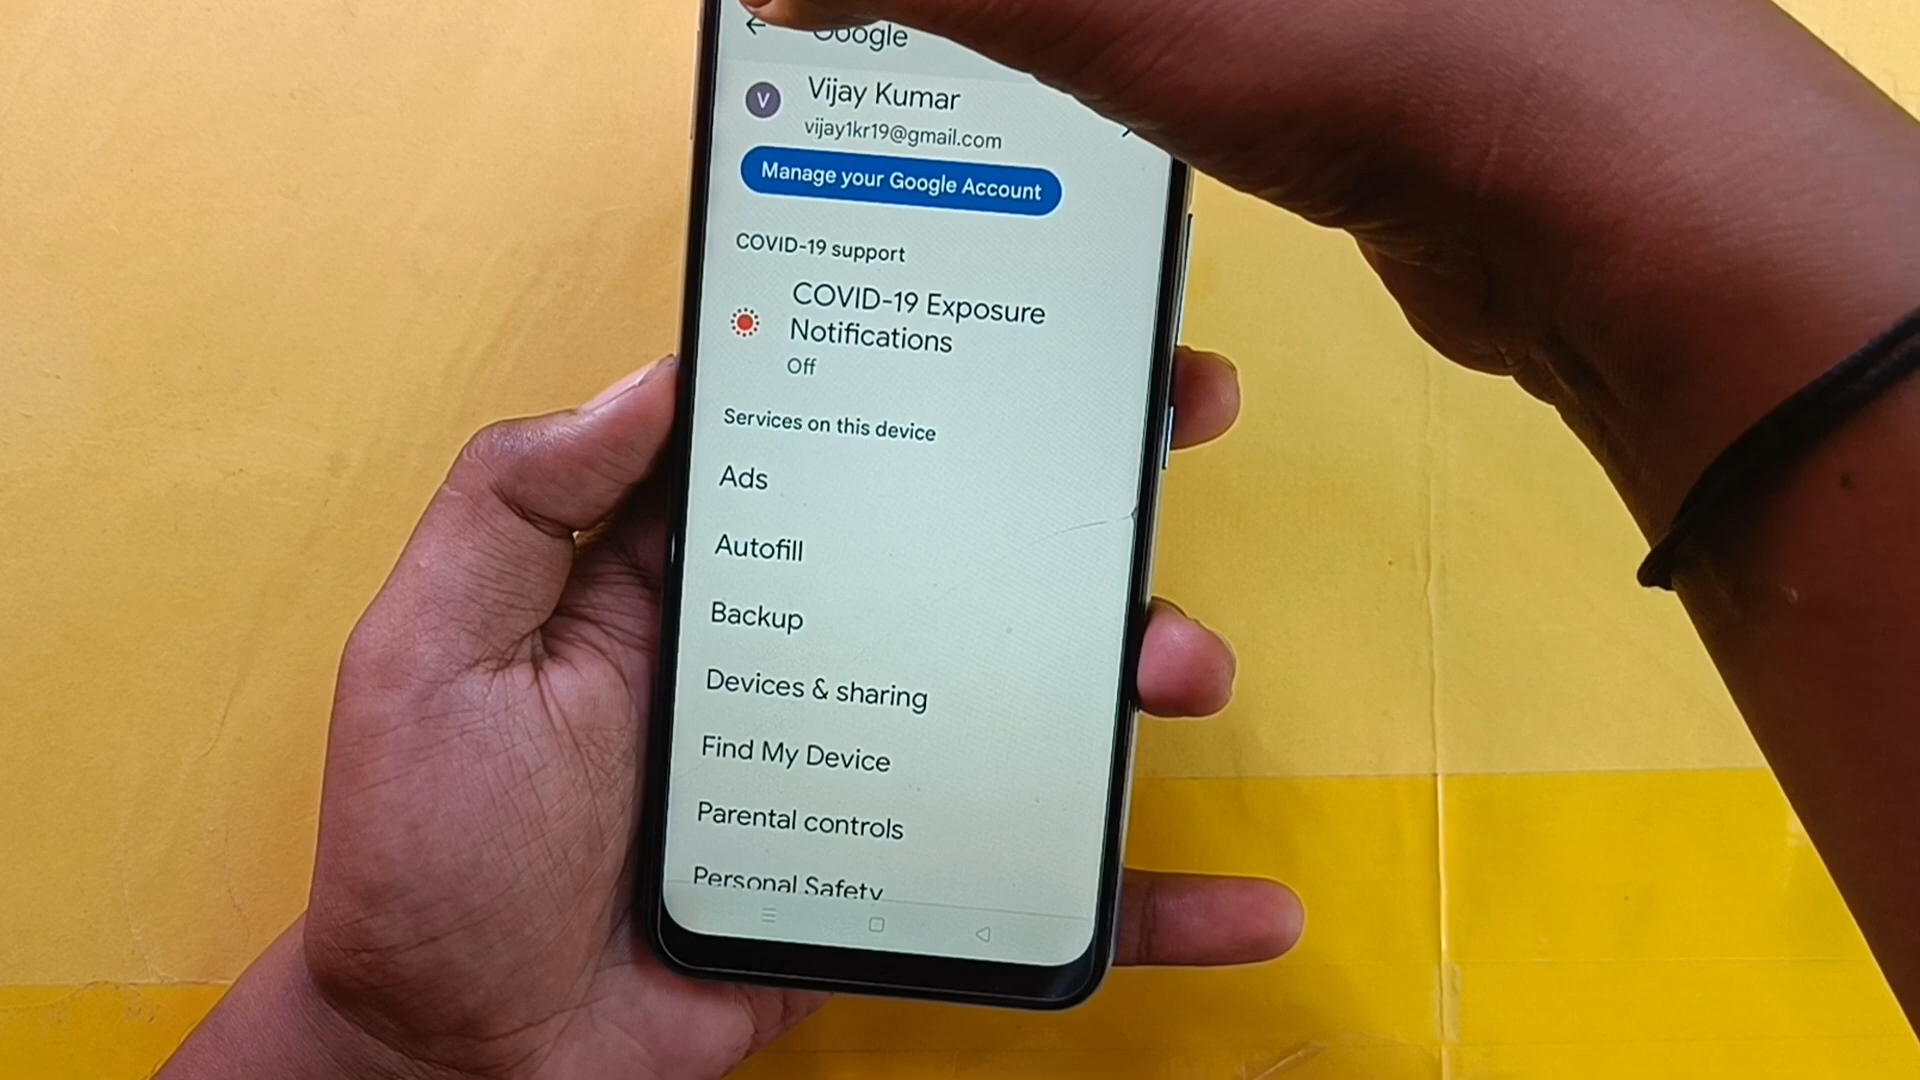 Google
V
Vijay Kumar
vijay1kr19@gmail.com
Manage your Google Account
COVID-19 support
COVID-19 Exposure
Notifications
Off
Services on this device
Ads
Autofill
Backup
Devices & sharing
Find My Device
Parental controls
Personal Safety